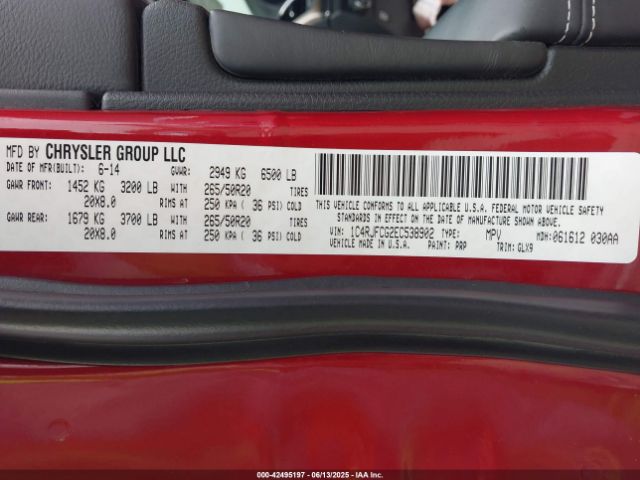 MFD BY CHRYSLER GROUP LLC
DATE OF MFR(BUILT): 6-14 GVWR: 2949 KG 6500 LB
GAWR FRONT: 1452 KG 3200 LB WITH 265/50R20 TIRES
20X8.0 RIMS AT 250 KPA ( 36 PSI) COLD
GAWR REAR: 1679 KG 3700 LB WITH 265/50R20 TIRES
20X8.0 RIMS AT 250 KPA ( 36 PSI) COLD
THIS VEHICLE CONFORMS TO ALL APPLICABLE U.S.A. FEDERAL MOTOR VEHICLE SAFETY
STANDARDS IN EFFECT ON THE DATE OF MANUFACTURE SHOWN ABOVE.
VIN: 1C4RJFCG2EC538902 TYPE: MPV MDH: 061612 030AA
VEHICLE MADE IN U.S.A. PAINT: PRP TRIM: GLX9
000-42495197 - 06/13/2025 - IAAI.COM